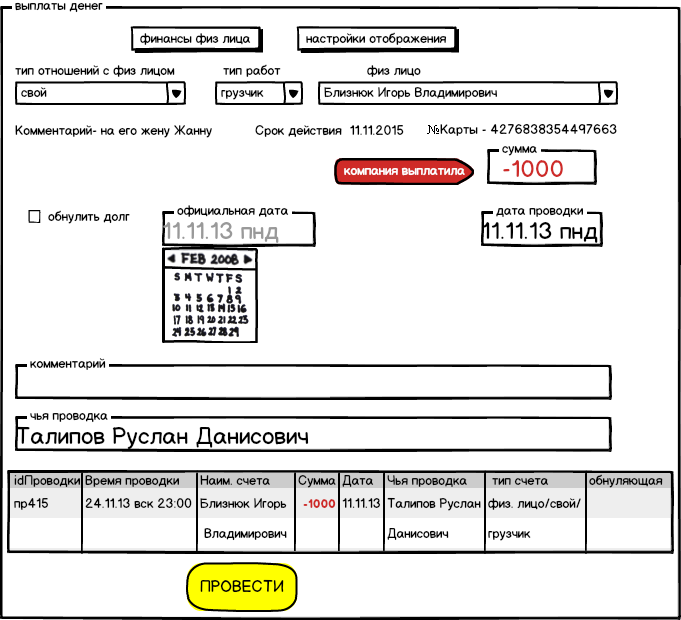 выплаты денег
финансы физ лица
настройки отображения
тип отношений с физ лицом
тип работ
физ лицо
свой
грузчик
Близнюк Игорь Владимирович
Комментарий- на его жену Жанну
Срок действия 11.11.2015
№Карты - 4276838354497663
сумма
компания выплатила
-1000
обнулить долг
официальная дата
дата проводки
11.11.13 пнд
11.11.13 пнд
FEB 2008
S M T W T F S
1 2
3 4 5 6 7 8 9
10 11 12 13 14 15 16
17 18 19 20 21 22 23
24 25 26 27 28 29
комментарий
чья проводка
Талипов Руслан Данисович
idПроводки Время проводки Наим. счета Сумма Дата Чья проводка тип счета обнуляющая
пр415 24.11.13 вск 23:00 Близнюк Игорь -1000 11.11.13 Талипов Руслан физ. лицо/свой/
Владимирович Данисович грузчик
ПРОВЕСТИ